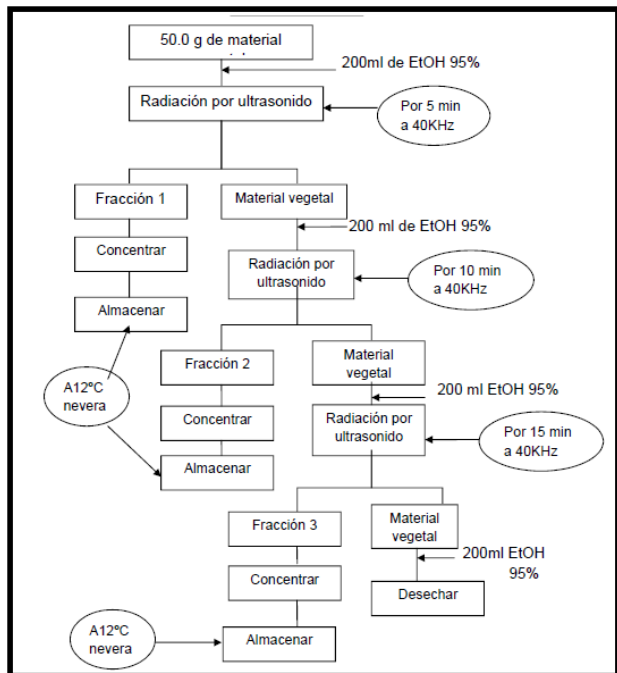 50.0 g de material
200ml de EtOH 95%
Radiación por ultrasonido
Por 5 min
a 40KHz
Fracción 1
Material vegetal
200 ml de EtOH 95%
Concentrar
Radiación por
ultrasonido
Por 10 min
a 40KHz
Almacenar
Fracción 2
Material
vegetal
A12ºC
nevera
200 ml EtOH 95%
Concentrar
Radiación por
ultrasonido
Por 15 min
a 40KHz
Almacenar
Fracción 3
Material
vegetal
200ml EtOH
95%
Concentrar
Desechar
A12ºC
nevera
Almacenar